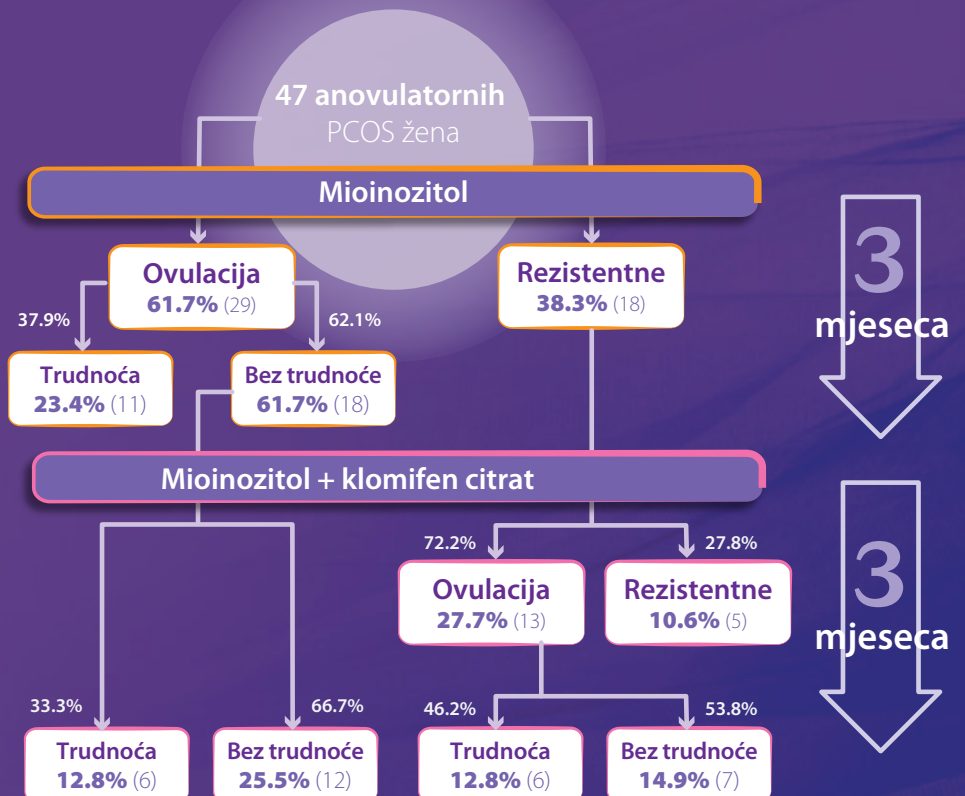 47 anovulatornih
PCOS žena
Mioinozitol
Ovulacija
61.7% (29)
Rezistentne
38.3% (18)
37.9%
62.1%
Trudnoća
23.4% (11)
Bez trudnoće
61.7% (18)
3
mjeseca
Mioinozitol + klomifen citrat
72.2%
27.8%
Ovulacija
27.7% (13)
Rezistentne
10.6% (5)
3
mjeseca
33.3%
66.7%
46.2%
53.8%
Trudnoća
12.8% (6)
Bez trudnoće
25.5% (12)
Trudnoća
12.8% (6)
Bez trudnoće
14.9% (7)